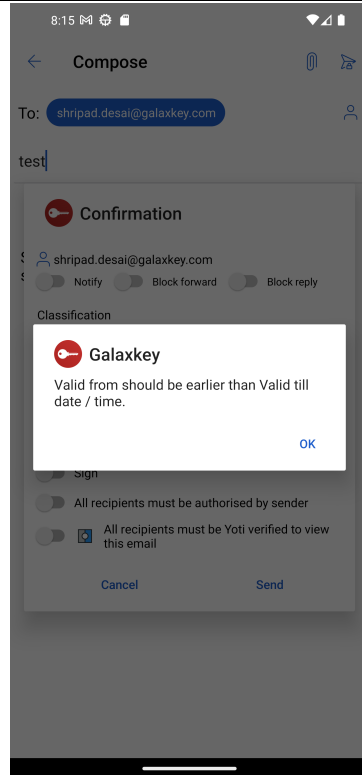 8:15
Compose
To: shripad.desai@galaxkey.com
test
Confirmation
shripad.desai@galaxkey.com
Notify Block forward Block reply
Classification
Galaxkey
Valid from should be earlier than Valid till
date / time.
OK
Sign
All recipients must be authorised by sender
All recipients must be Yoti verified to view
this email
Cancel Send